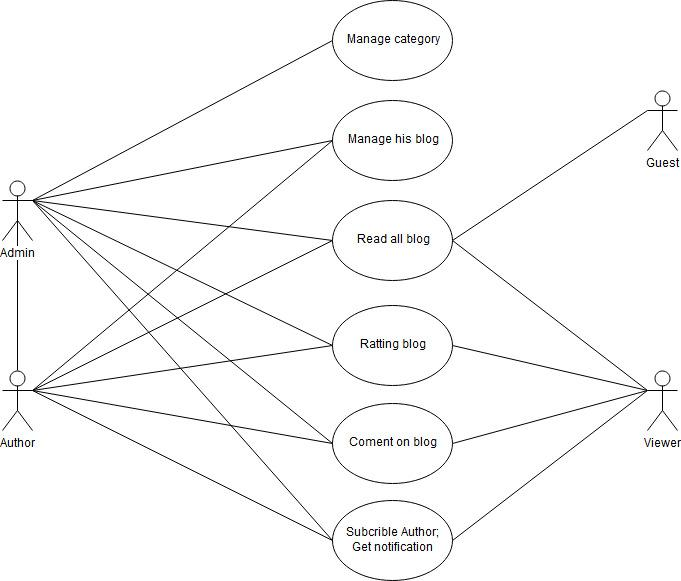 Manage category
Manage his blog
Guest
Read all blog
Admin
Ratting blog
Author
Coment on blog
Viewer
Subcrible Author;
Get notification